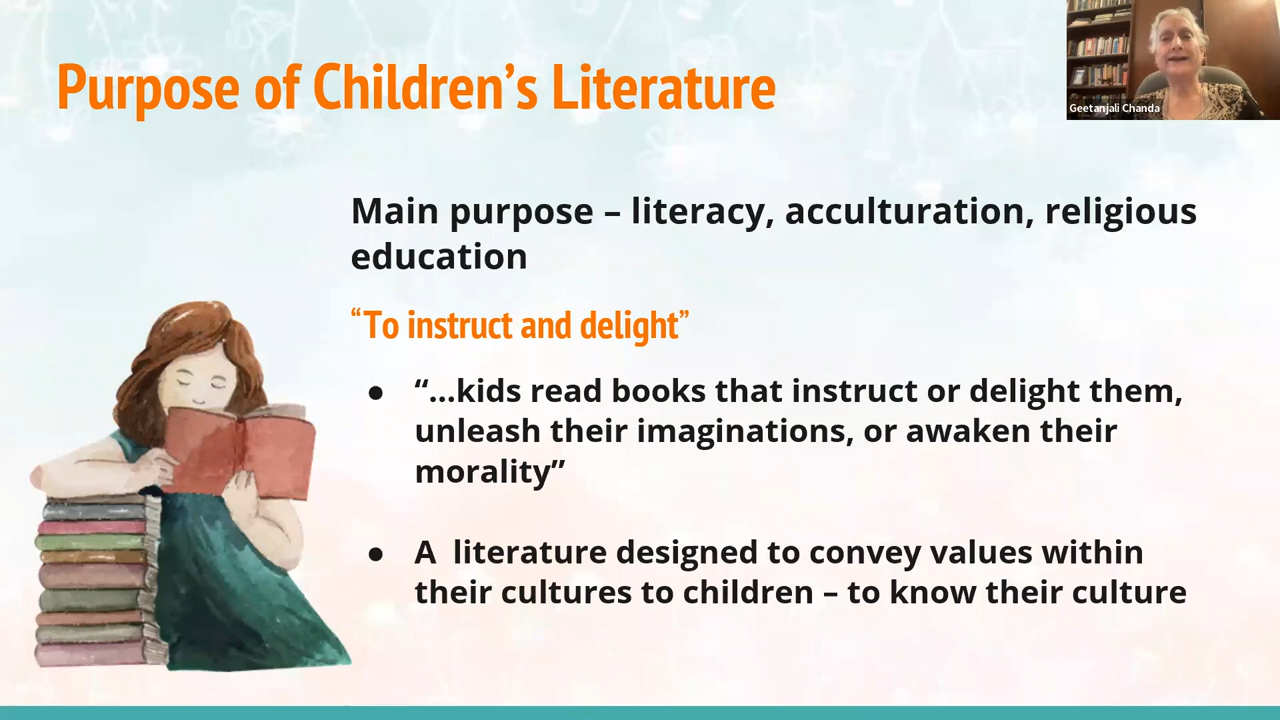 Purpose of Children’s Literature
Geetanjali Chanda
Main purpose – literacy, acculturation, religious
education
“To instruct and delight”
● “...kids read books that instruct or delight them,
unleash their imaginations, or awaken their
morality”
● A literature designed to convey values within
their cultures to children – to know their culture